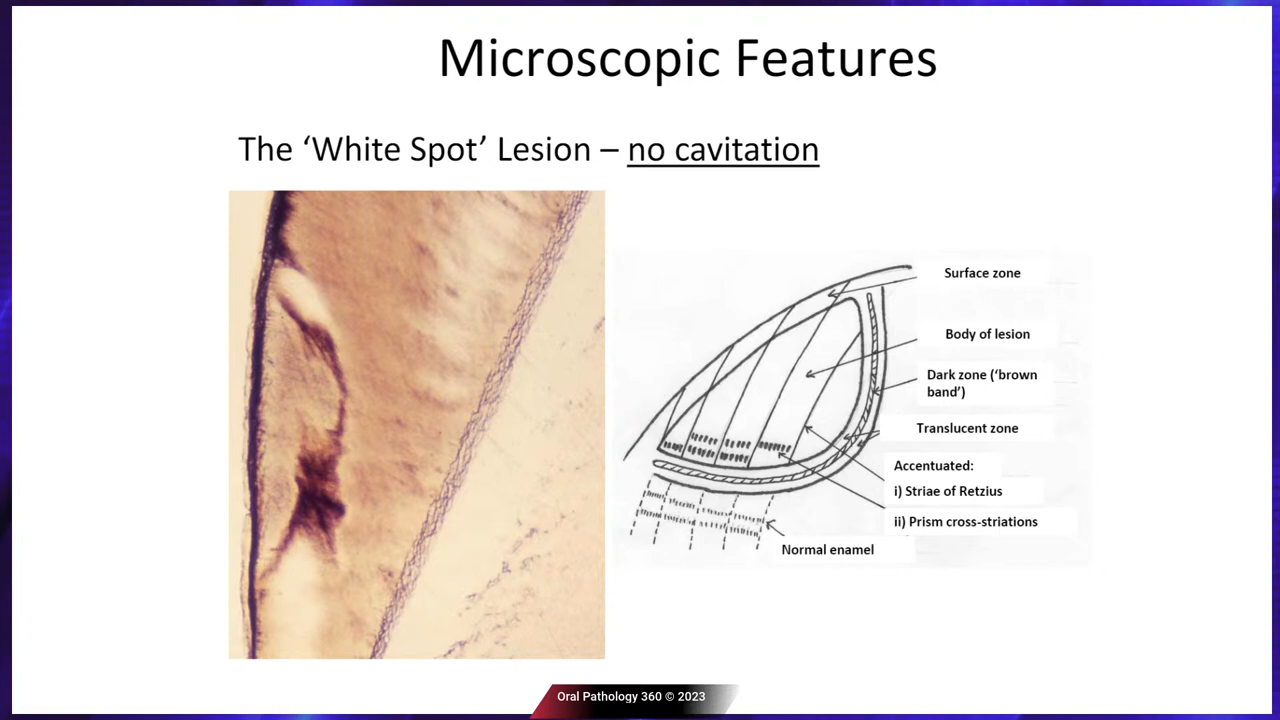 Microscopic Features
The ‘White Spot’ Lesion – no cavitation
Surface zone
Body of lesion
Dark zone (‘brown
band’)
Translucent zone
Accentuated:
i) Striae of Retzius
ii) Prism cross-striations
Normal enamel
Oral Pathology 360 © 2023